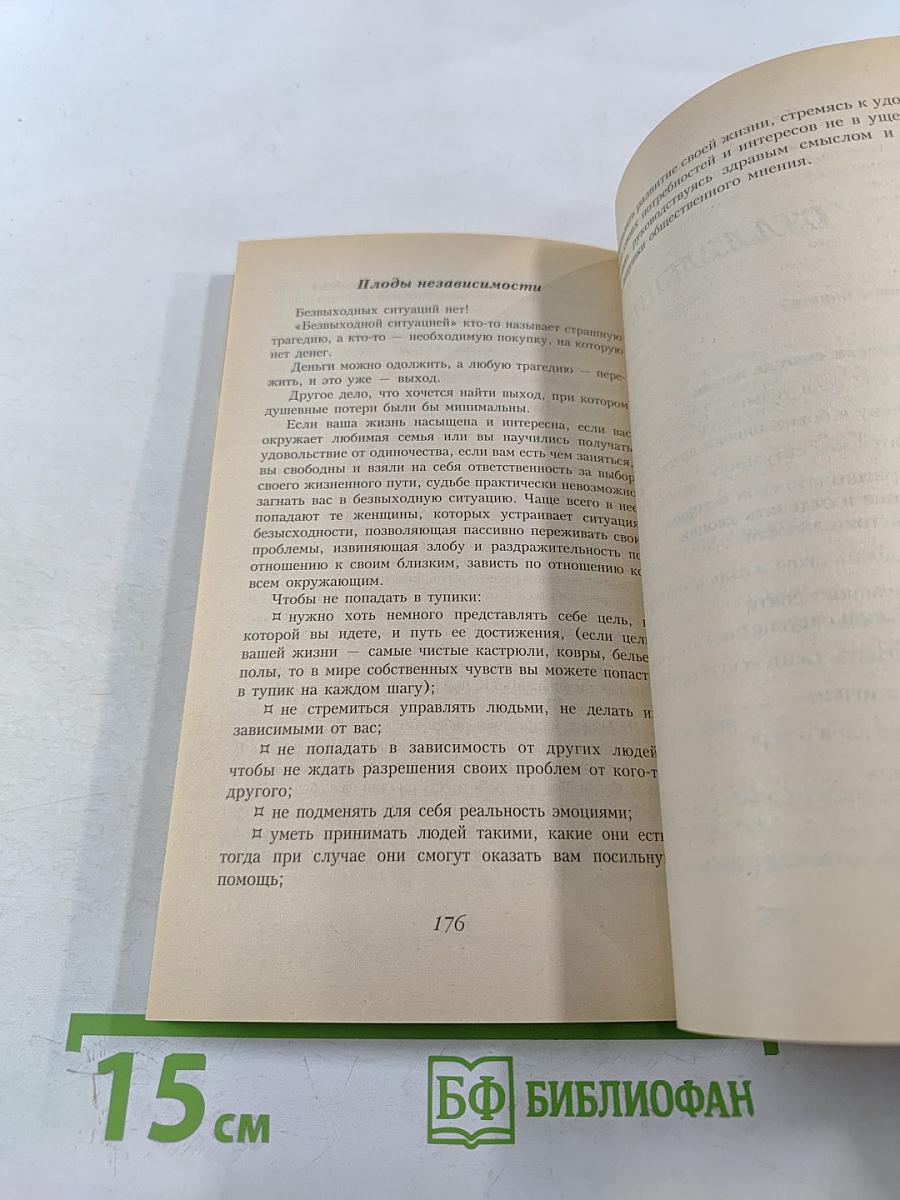 Плоды независимости
Безвыходных ситуаций нет!
«Безвыходной ситуацией» кто-то называет страшную
трагедию, а кто-то — необходимую покупку, на которую
нет денег.
Деньги можно одолжить, а любую трагедию — пере-
жить, и это уже — выход.
Другое дело, что хочется найти выход, при котором
душевные потери были бы минимальны.
Если ваша жизнь насыщена и интересна, если вас
окружает любимая семья или вы научились получать
удовольствие от одиночества, если вам есть чем заняться,
вы свободны и взяли на себя ответственность за выбор
своего жизненного пути, судьбе практически невозможно
загнать вас в безвыходную ситуацию. Чаще всего в нее
попадают те женщины, которых устраивает ситуация
безысходности, позволяющая пассивно переживать свои
проблемы, извиняющая злобу и раздражительность по
отношению к своим близким, зависть по отношению ко
всем окружающим.
Чтобы не попадать в тупики:
¤ нужно хоть немного представлять себе цель,
которой вы идете, и путь ее достижения, (если цель
вашей жизни — самые чистые кастрюли, ковры, белье,
полы, то в мире собственных чувств вы можете попаст
в тупик на каждом шагу);
¤ не стремиться управлять людьми, не делать и
зависимыми от вас;
¤ не попадать в зависимость от других людей,
чтобы не ждать разрешения своих проблем от кого-т
другого;
¤ не подменять для себя реальность эмоциями;
¤ уметь принимать людей такими, какие они есть
тогда при случае они смогут оказать вам посильную
помощь;
176
развитие своей жизни, стремясь к удо
потребностей и интересов не в уще
руководствуясь здравым смыслом и
общественного мнения.
15 см
БФ БИБЛИОФАН